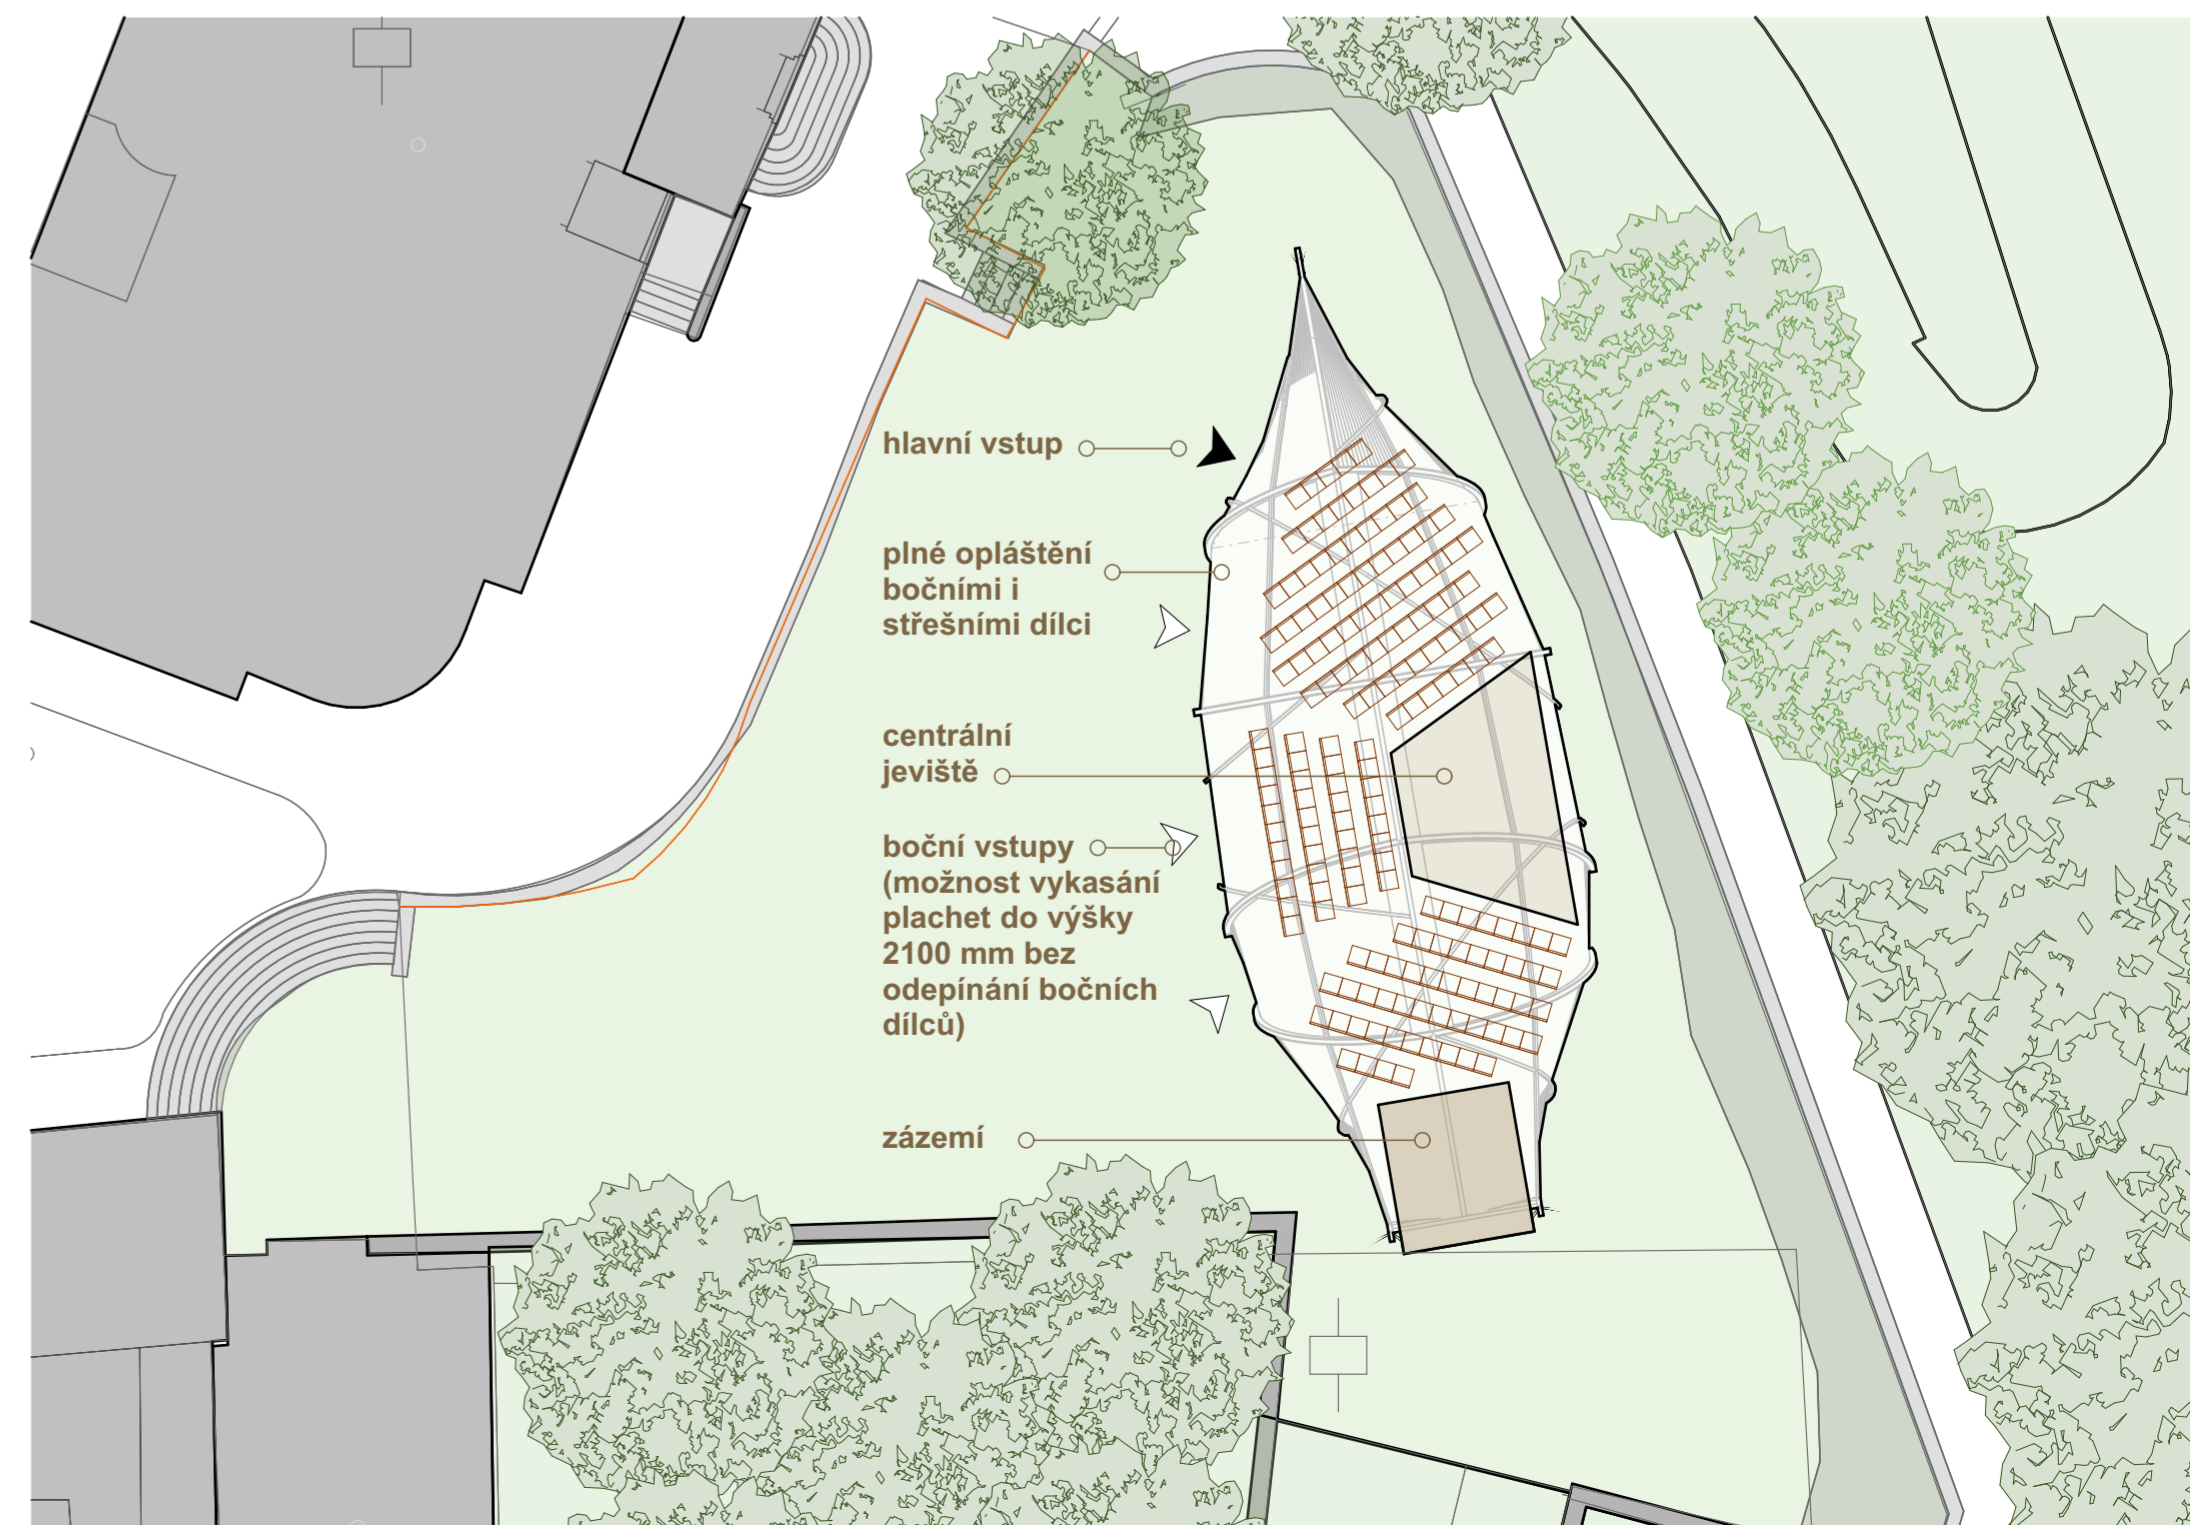 hlavní vstup
plné opláštění
bočními i
střešními dílci
centrální
jeviště
boční vstupy
(možnost vykasání
plachet do výšky
2100 mm bez
odepínání bočních
dílců)
zázemí